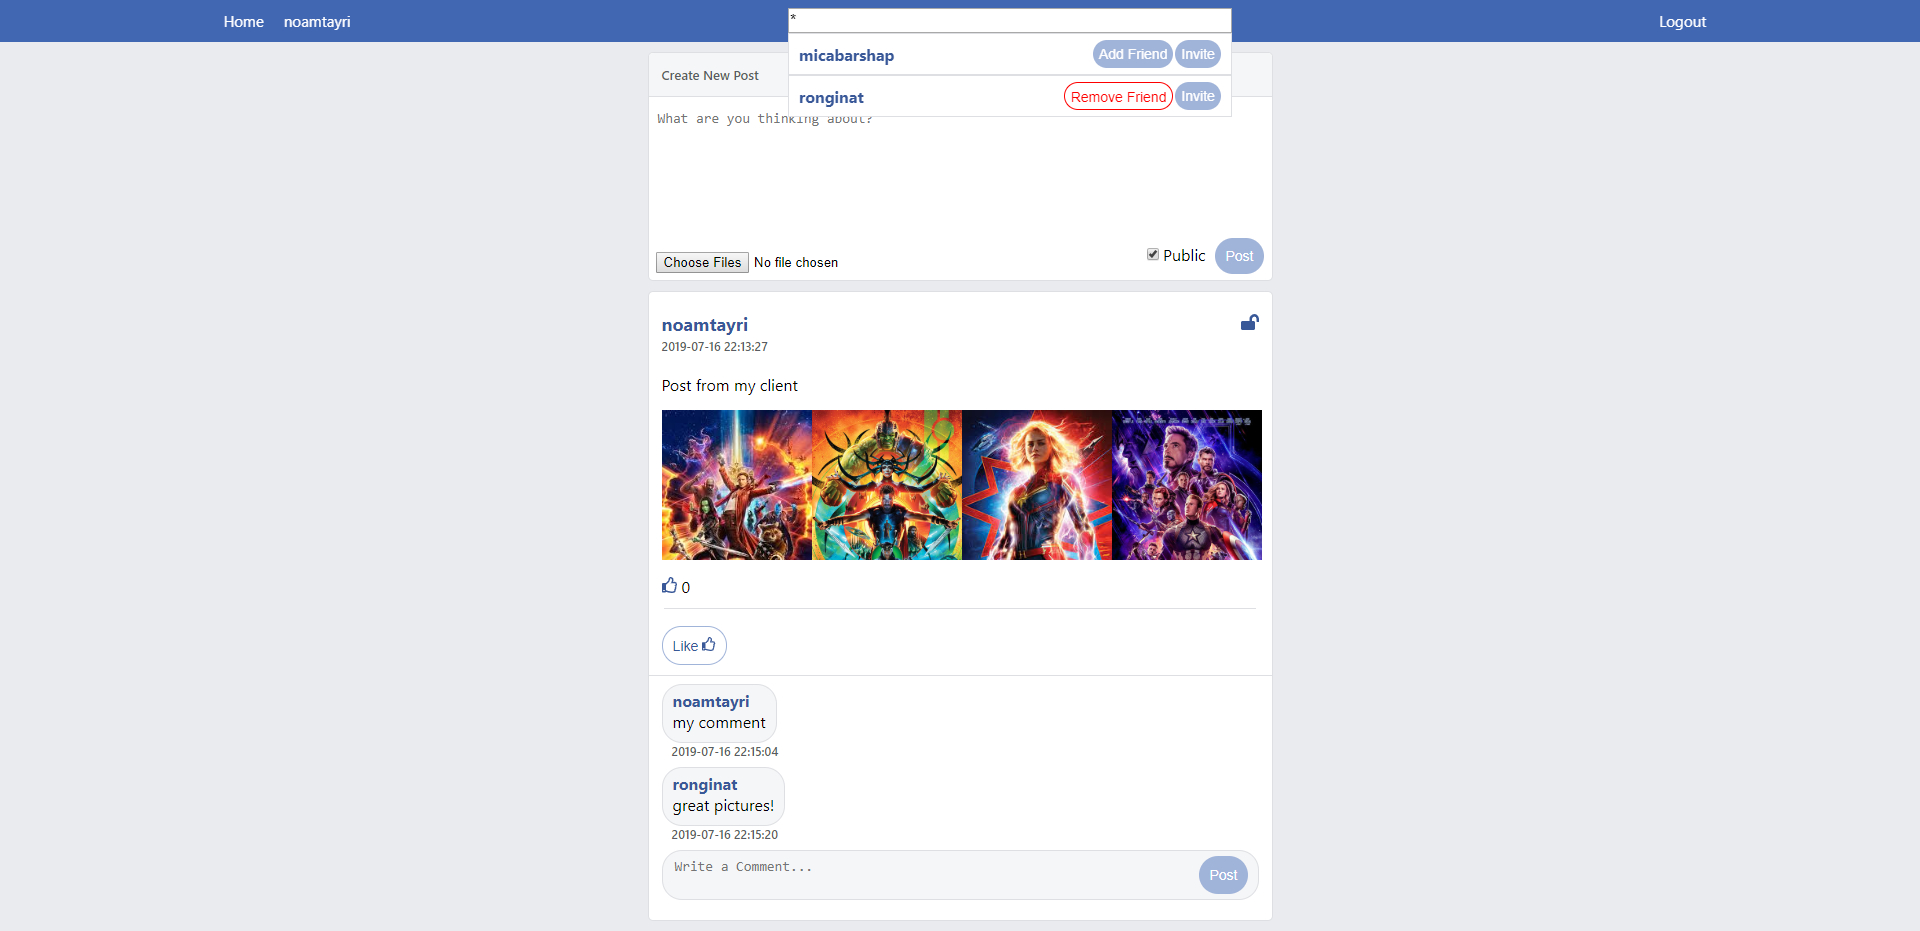 Home noamtayri * Logout
micabarshap Add Friend Invite
ronginat Remove Friend Invite
Create New Post
What are you thinking about?
Choose Files No file chosen Public Post
noamtayri
2019-07-16 22:13:27
Post from my client
0
Like
noamtayri
my comment
2019-07-16 22:15:04
ronginat
great pictures!
2019-07-16 22:15:20
Write a Comment... Post